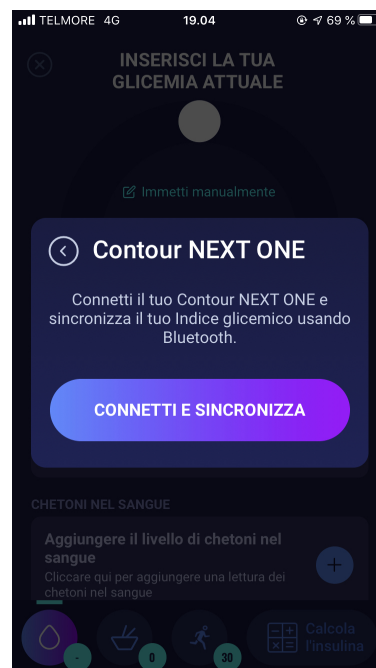 TELMORE 4G 19.04 69 %
INSERISCI LA TUA
GLICEMIA ATTUALE
Immetti manualmente
Contour NEXT ONE
Connetti il tuo Contour NEXT ONE e
sincronizza il tuo Indice glicemico usando
Bluetooth.
CONNETTI E SINCRONIZZA
CHETONI NEL SANGUE
Aggiungere il livello di chetoni nel
sangue
Cliccare qui per aggiungere una lettura dei
chetoni nel sangue
Calcola
l'insulina
- 0 30